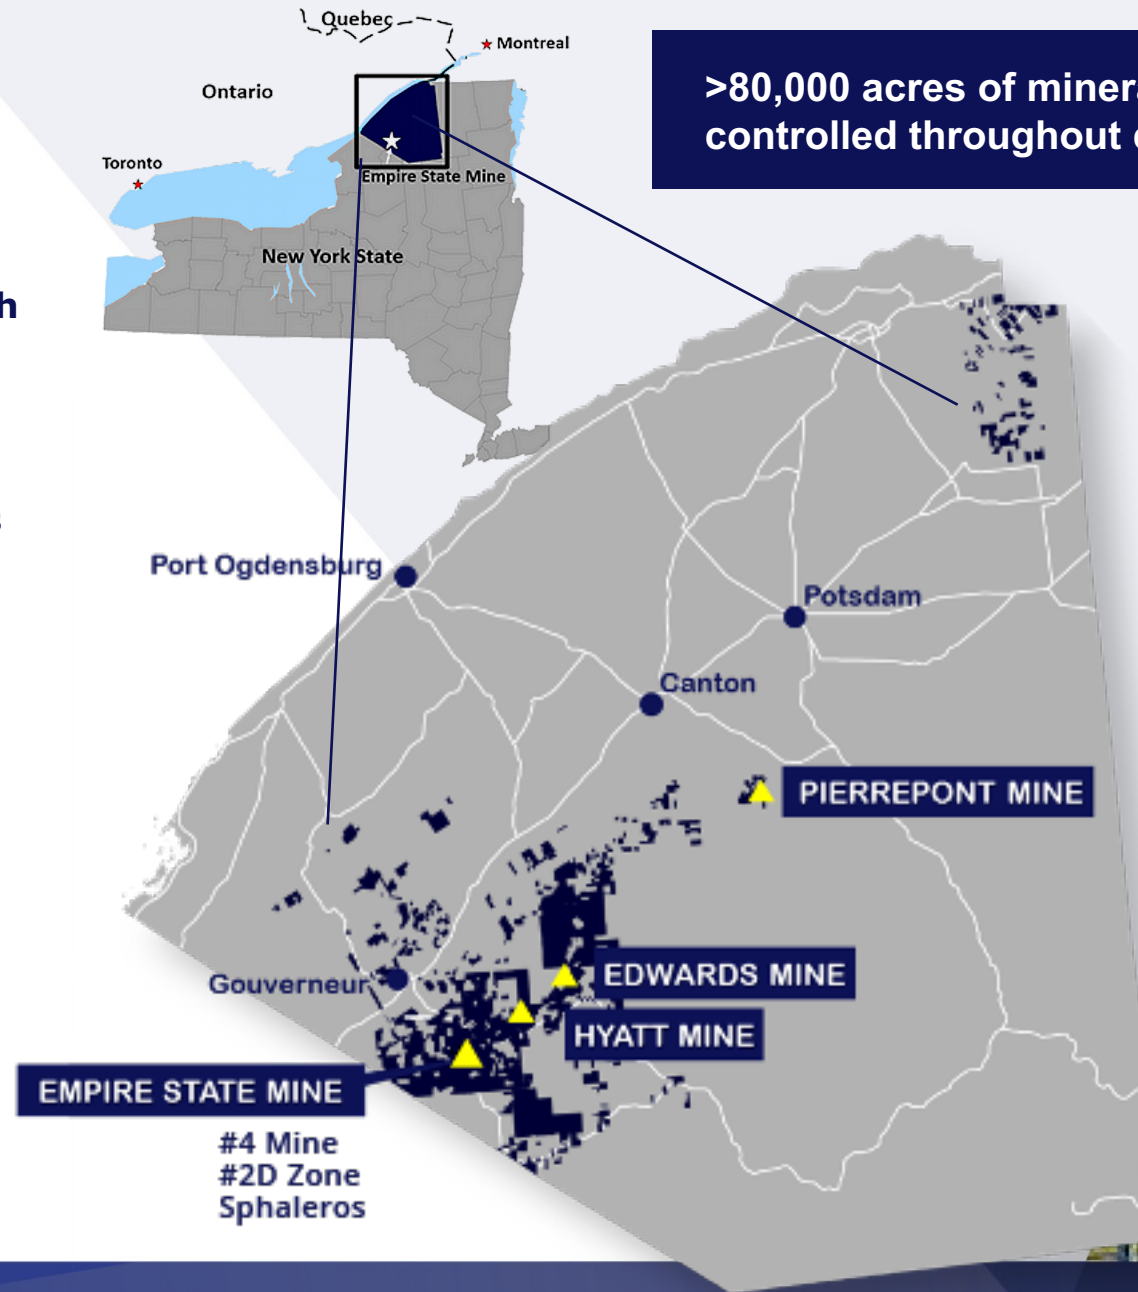 Quebec
Montreal
Ontario
Toronto
Empire State Mine
New York State
>80,000 acres of
controlled throughout
Port Ogdensburg
Potsdam
Canton
PIERREPONT MINE
EDWARDS MINE
Gouverneur
HYATT MINE
EMPIRE STATE MINE
#4 Mine
#2D Zone
Sphaleros